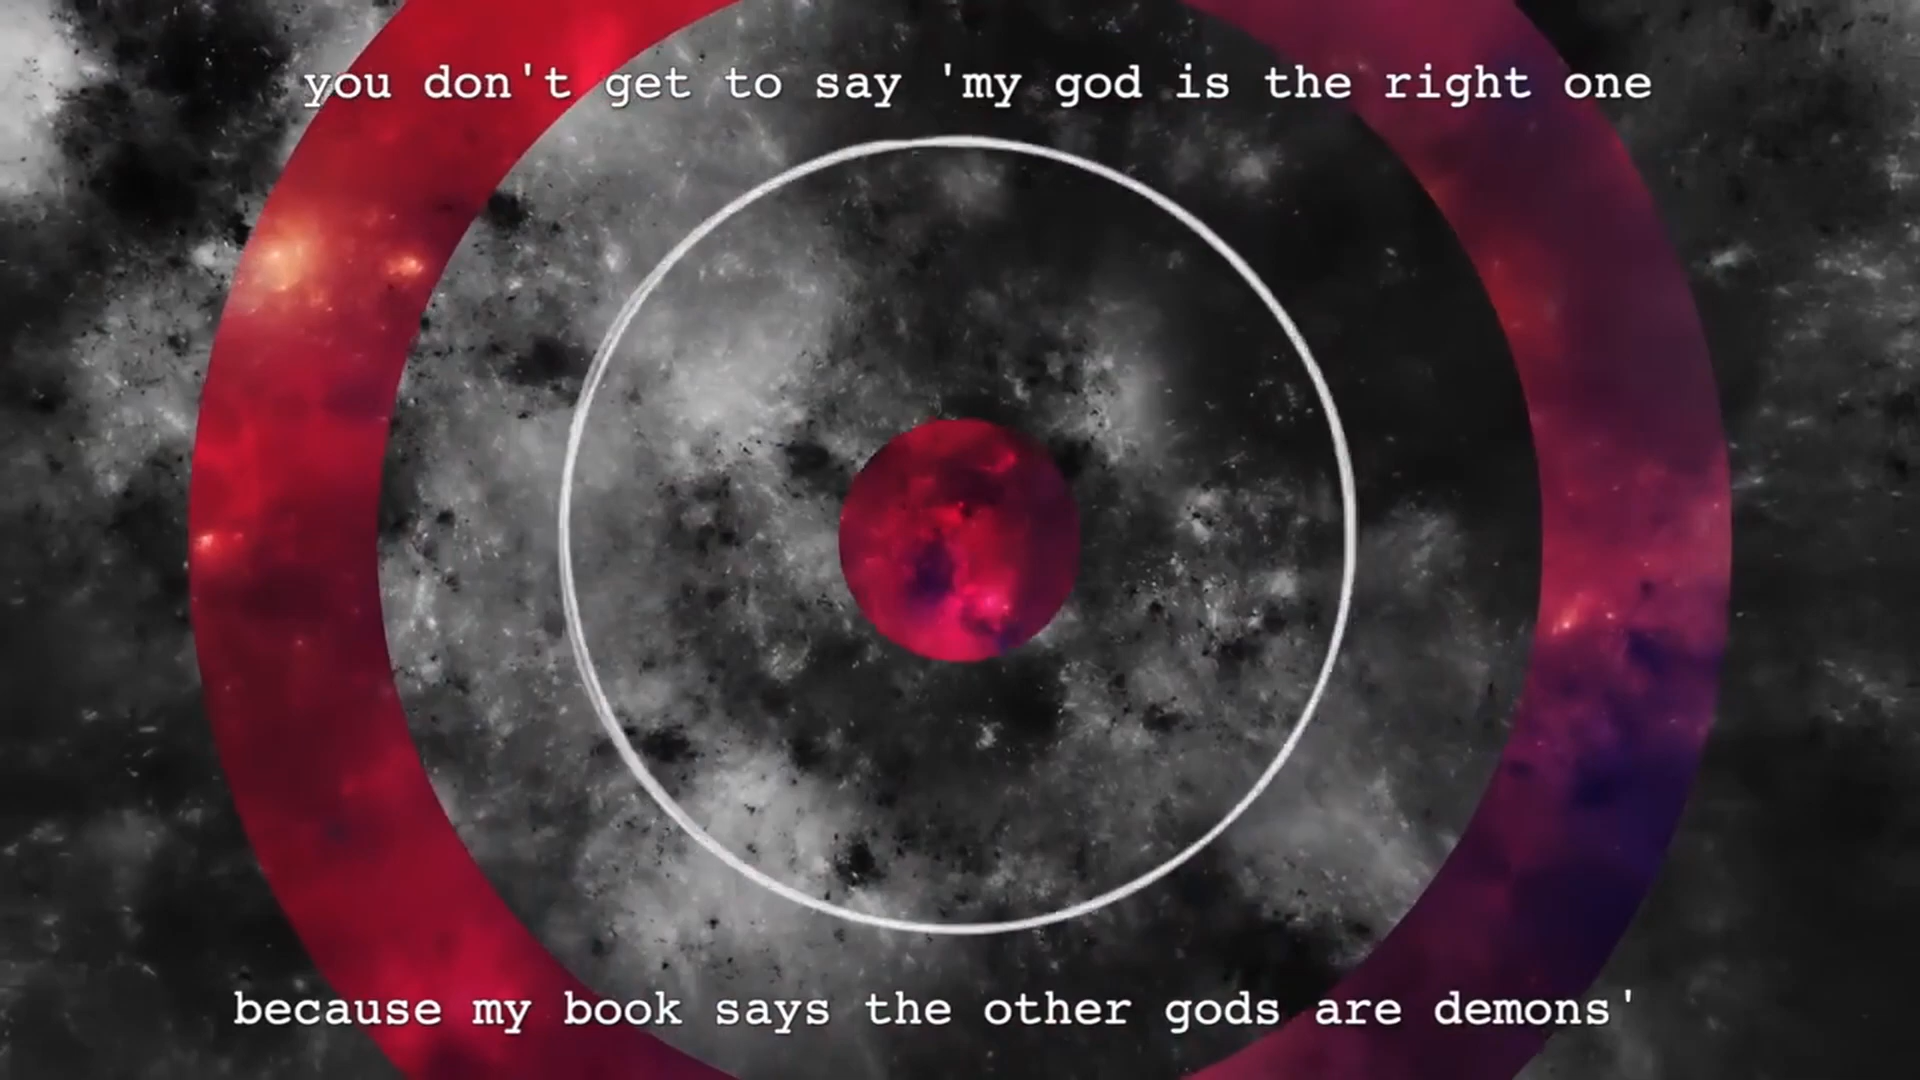 you don't get to say 'my god is the right one
because my book says the other gods are demons'